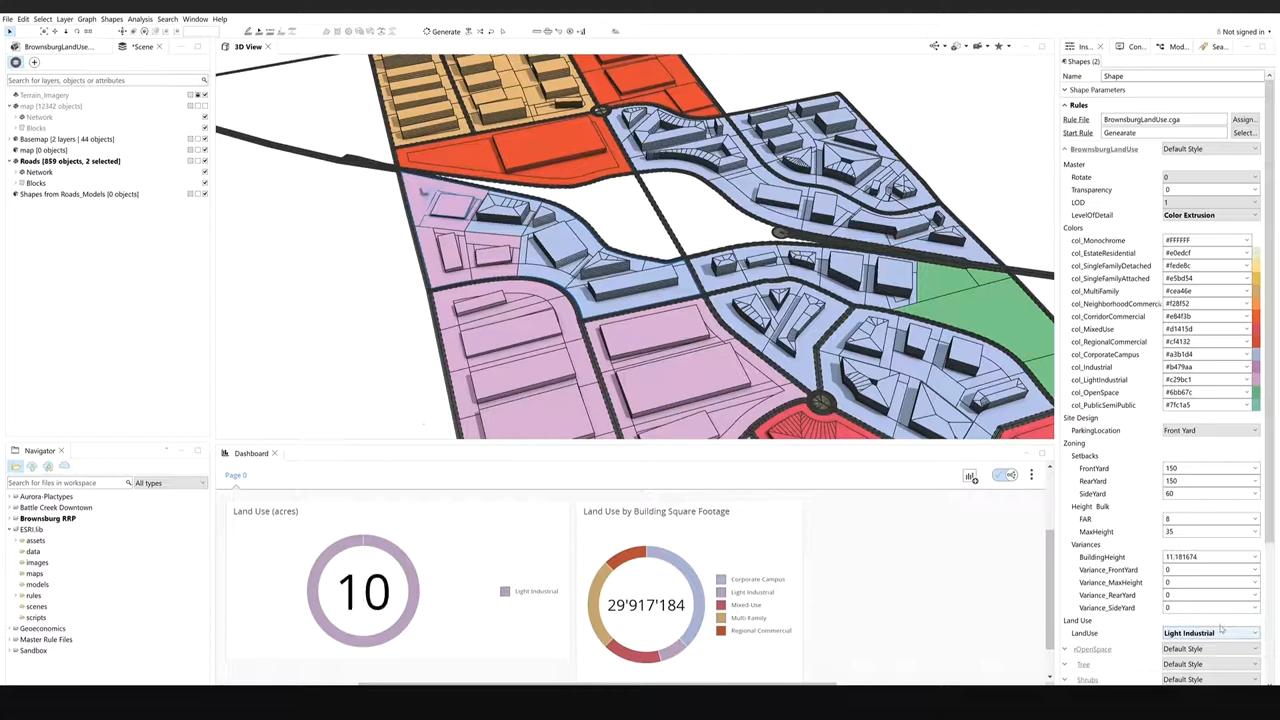 File Edit Select Layer Graph Shapes Analysis Search Window Help
Generate
Not signed in
BrownsburgLandUse...
*Scene
3D View
Ins...
Con...
Mod...
Sea...
Search for layers, objects or attributes
Terrain_Imagery
map [12342 objects]
Network
Blocks
Basemap [2 layers | 44 objects]
map [0 objects]
Roads [859 objects, 2 selected]
Network
Blocks
Shapes from Roads_Models [0 objects]
Navigator
Search for files in workspace
All types
Aurora-Plactypes
Battle Creek Downtown
Brownsburg RRP
ESRI.lib
assets
data
images
maps
models
rules
scenes
scripts
Geoeconomics
Master Rule Files
Sandbox
Dashboard
Page 0
Land Use (acres)
10
Light Industrial
Land Use by Building Square Footage
29'917'184
Corporate Campus
Light Industrial
Mixed-Use
Multi Family
Regional Commercial
Shapes (2)
Name Shape
Shape Parameters
Rules
Rule File BrownsburgLandUse.cga Assign...
Start Rule Genearate Select...
BrownsburgLandUse Default Style
Master
Rotate 0
Transparency 0
LOD 1
LevelOfDetail Color Extrusion
Colors
col_Monochrome #FFFFFF
col_EstateResidential #e0edcf
col_SingleFamilyDetached #fede8c
col_SingleFamilyAttached #e5bd54
col_MultiFamily #cea46e
col_NeighborhoodCommerci #f28f52
col_CorridorCommercial #e84f3b
col_MixedUse #d1415d
col_RegionalCommercial #cf4132
col_CorporateCampus #a3b1d4
col_Industrial #b479aa
col_LightIndustrial #c29bc1
col_OpenSpace #6bb67c
col_PublicSemiPublic #7fc1a5
Site Design
ParkingLocation Front Yard
Zoning
Setbacks
FrontYard 150
RearYard 150
SideYard 60
Height Bulk
FAR 8
MaxHeight 35
Variances
BuildingHeight 11.181674
Variance_FrontYard 0
Variance_MaxHeight 0
Variance_RearYard 0
Variance_SideYard 0
Land Use
LandUse Light Industrial
rOpenSpace Default Style
Tree Default Style
Shrubs Default Style